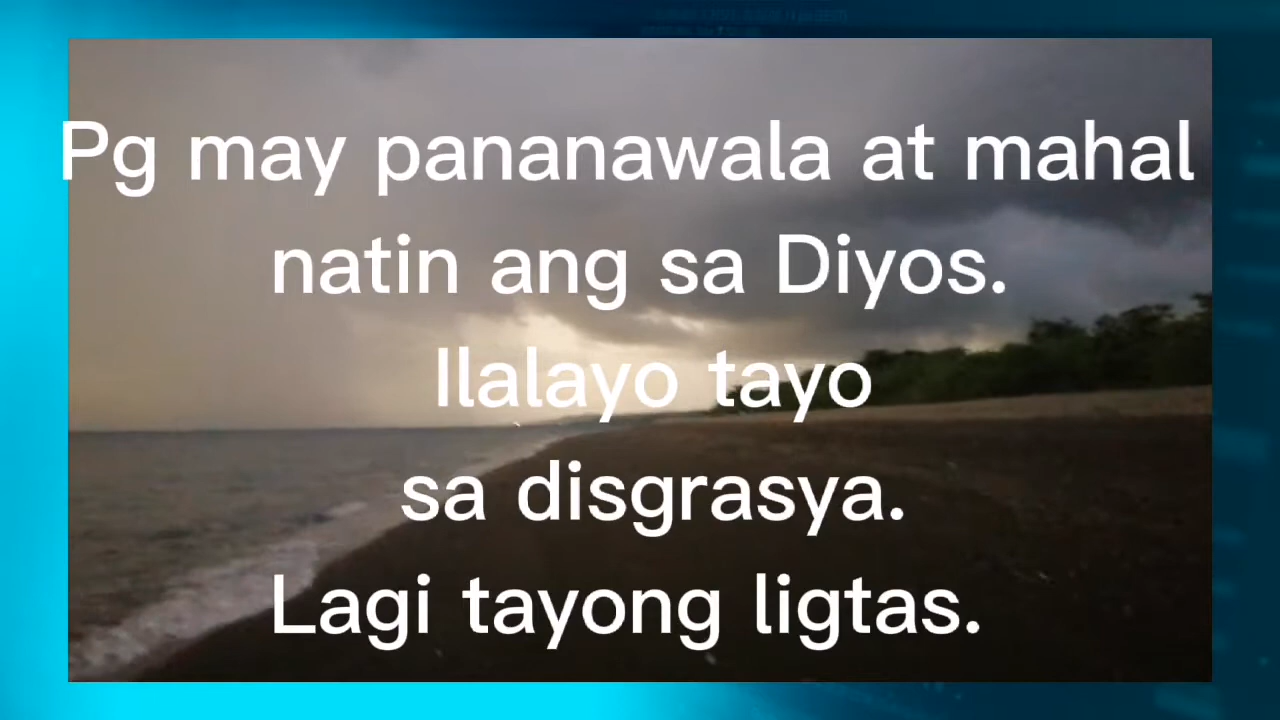 Pg may pananawala at mahal
natin ang sa Diyos.
Ilalayo tayo
sa disgrasya.
Lagi tayong ligtas.